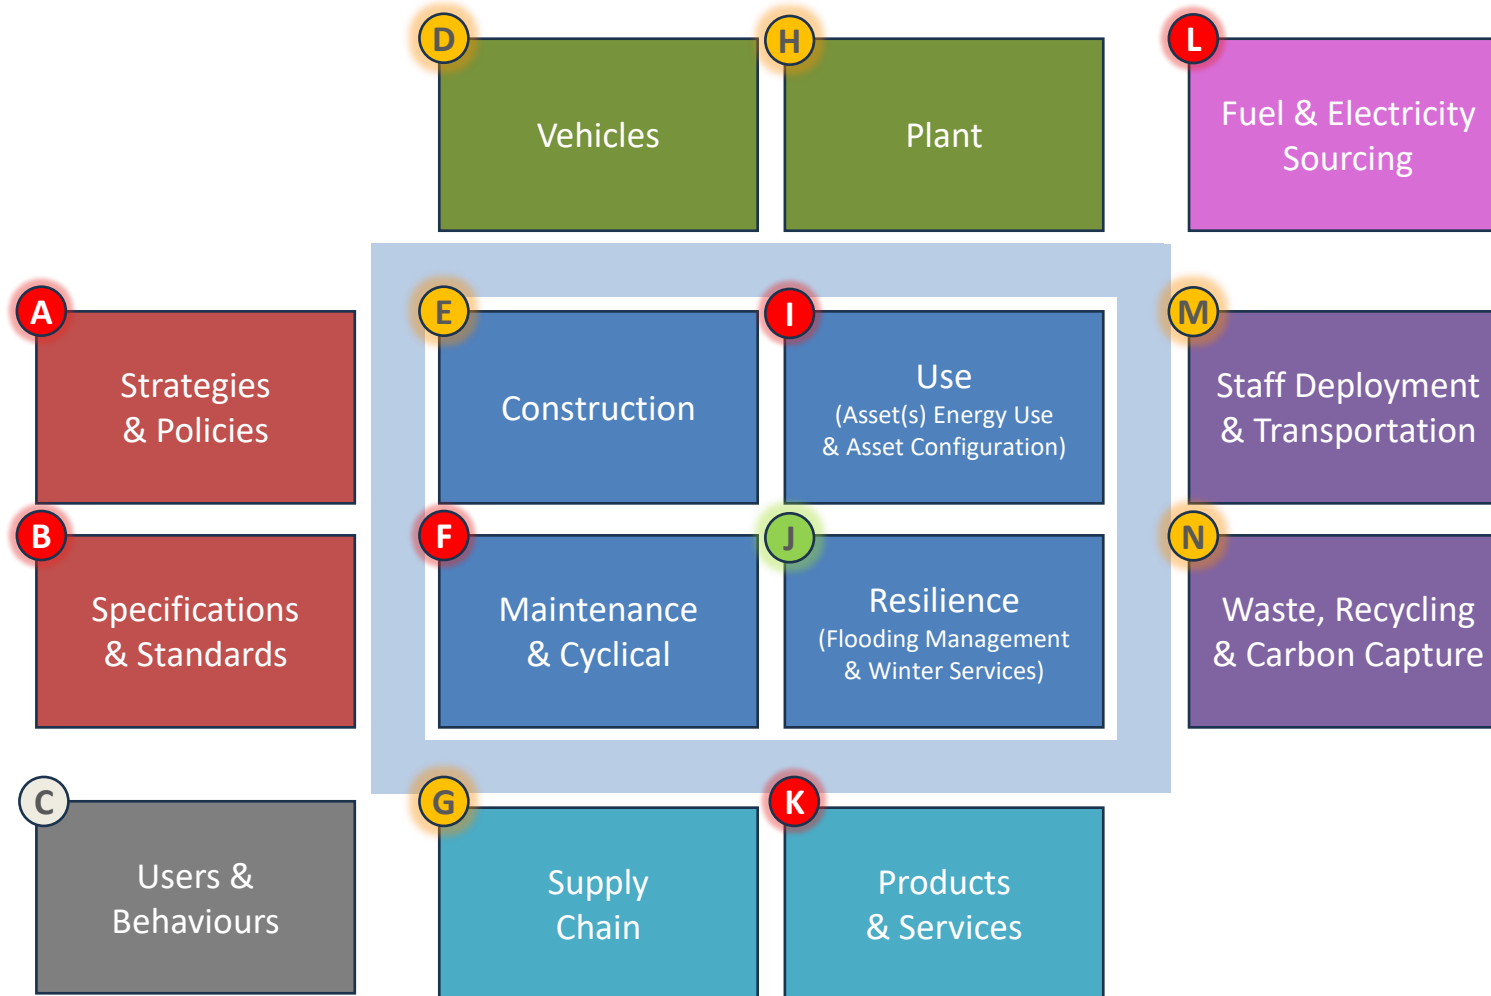 D
Vehicles
H
Plant
L
Fuel & Electricity
Sourcing
A
Strategies
& Policies
E
Construction
I
Use
(Asset(s) Energy Use
& Asset Configuration)
M
Staff Deployment
& Transportation
B
Specifications
& Standards
F
Maintenance
& Cyclical
J
Resilience
(Flooding Management
& Winter Services)
N
Waste, Recycling
& Carbon Capture
C
Users &
Behaviours
G
Supply
Chain
K
Products
& Services